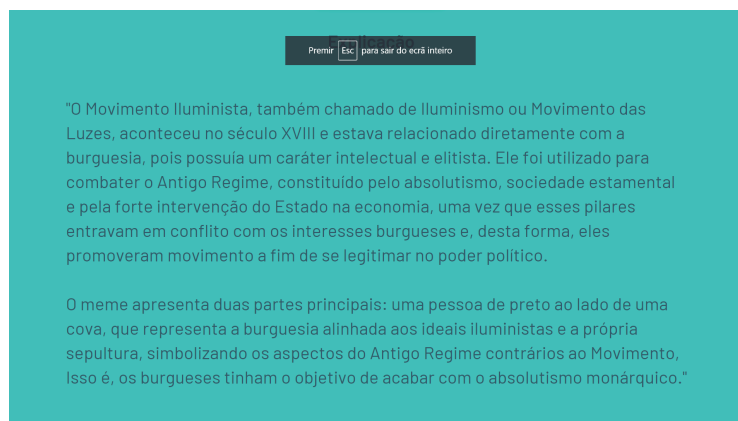 Explicação
Premir Esc para sair do ecrã inteiro
"O Movimento Iluminista, também chamado de Iluminismo ou Movimento das
Luzes, aconteceu no século XVIII e estava relacionado diretamente com a
burguesia, pois possuía um caráter intelectual e elitista. Ele foi utilizado para
combater o Antigo Regime, constituído pelo absolutismo, sociedade estamental
e pela forte intervenção do Estado na economia, uma vez que esses pilares
entravam em conflito com os interesses burgueses e, desta forma, eles
promoveram movimento a fim de se legitimar no poder político.
O meme apresenta duas partes principais: uma pessoa de preto ao lado de uma
cova, que representa a burguesia alinhada aos ideais iluministas e a própria
sepultura, simbolizando os aspectos do Antigo Regime contrários ao Movimento,
Isso é, os burgueses tinham o objetivo de acabar com o absolutismo monárquico."